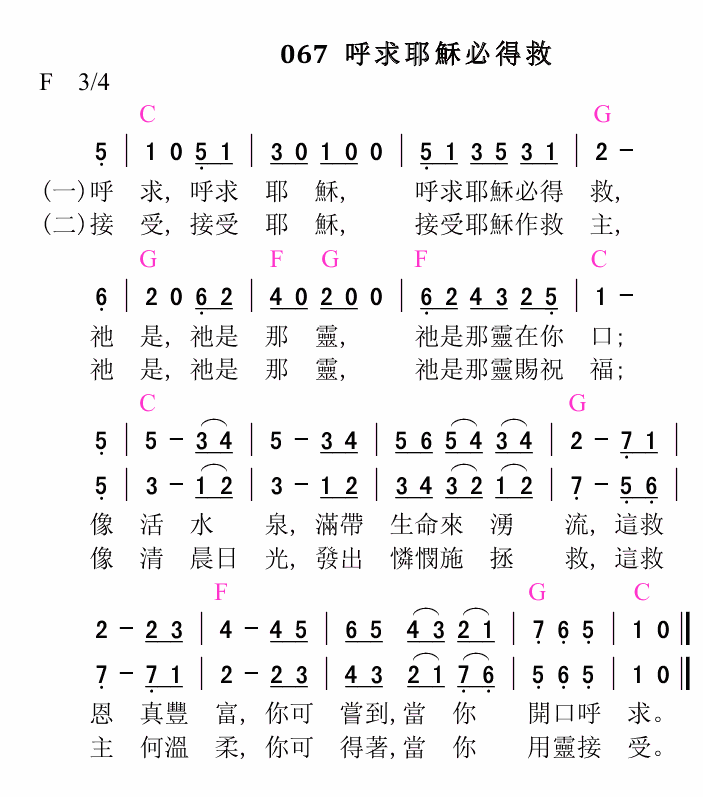 067 呼求耶穌必得救
F 3/4
C G
5 | 1 0 5 1 | 3 0 1 0 0 | 5 1 3 5 3 1 | 2 –
(一)呼 求, 呼求 耶 穌, 呼求耶穌必得 救,
(二)接 受, 接受 耶 穌, 接受耶穌作救 主,
G F G F C
6 | 2 0 6 2 | 4 0 2 0 0 | 6 2 4 3 2 5 | 1 –
祂 是, 祂是 那 靈, 祂是那靈在你 口;
祂 是, 祂是 那 靈, 祂是那靈賜祝 福;
C G
5 | 5 – 3 4 | 5 – 3 4 | 5 6 5 4 3 4 | 2 – 7 1 |
5 | 3 – 1 2 | 3 – 1 2 | 3 4 3 2 1 2 | 7 – 5 6 |
像 活 水 泉, 滿帶 生命來 湧 流, 這救
像 清 晨日 光, 發出 憐憫施 拯 救, 這救
F G C
2 – 2 3 | 4 – 4 5 | 6 5 4 3 2 1 | 7 6 5 | 1 0 ||
7 – 7 1 | 2 – 2 3 | 4 3 2 1 7 6 | 5 6 5 | 1 0 ||
恩 真豐 富, 你可 嘗到,當 你 開口呼 求。
主 何溫 柔, 你可 得著,當 你 用靈接 受。